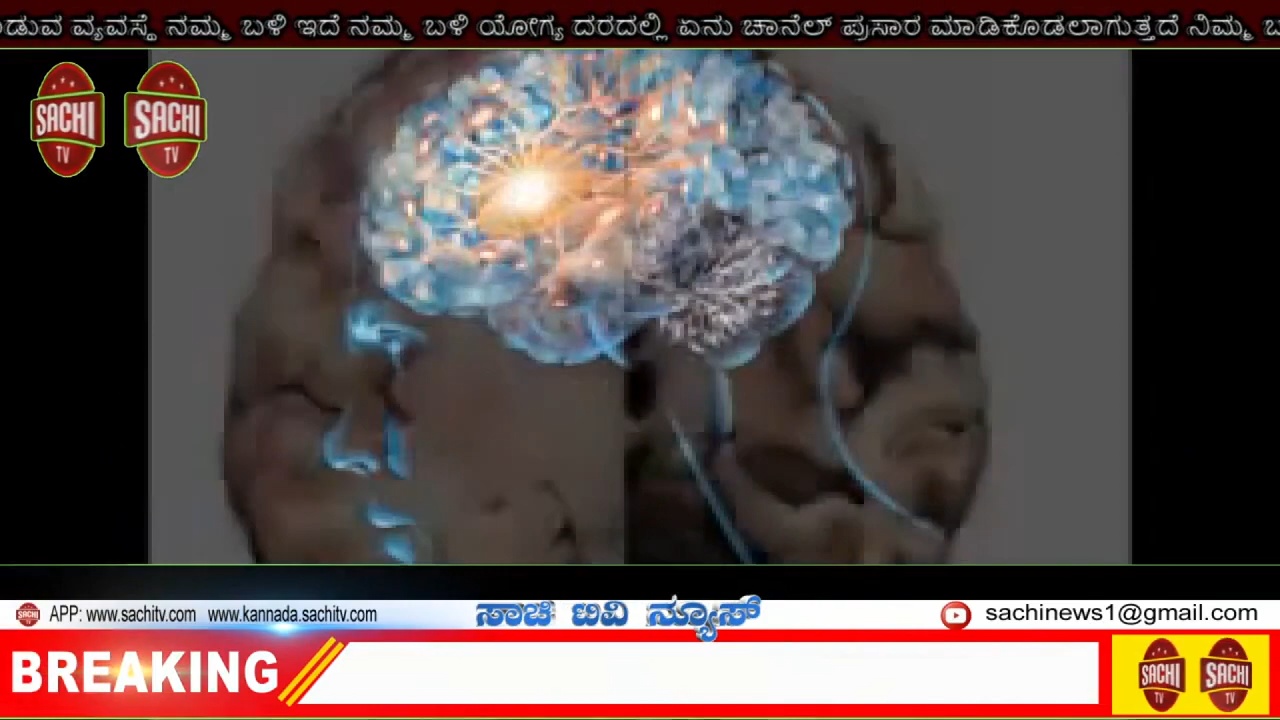 ವ್ಯವಸ್ಥೆ ನಮ್ಮ ಬಳಿ ಇದೆ ನಮ್ಮ ಬಳಿ ಯೋಗ್ಯ ದರದಲ್ಲಿ ಏನು ಚಾನೆಲ್ ಪ್ರಸಾರ ಮಾಡಿಕೊಡಲಾಗುತ್ತದೆ ನಿಮ್ಮ
SACHI TV SACHI TV
SACHI APP: www.sachitv.com www.kannada.sachitv.com ಸಾಚಿ ಟಿವಿ ನ್ಯೂಸ್ sachinews1@gmail.com
BREAKING
SACHI TV SACHI TV